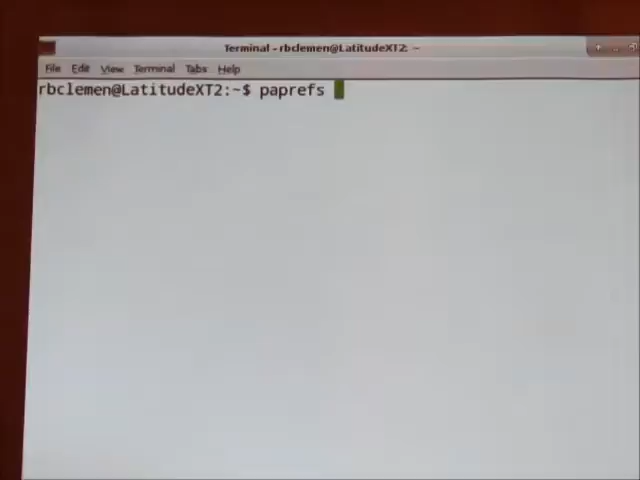 Terminal - rbclemen@LatitudeXT2: ~
File Edit View Terminal Tabs Help
rbclemen@LatitudeXT2:~$ paprefs